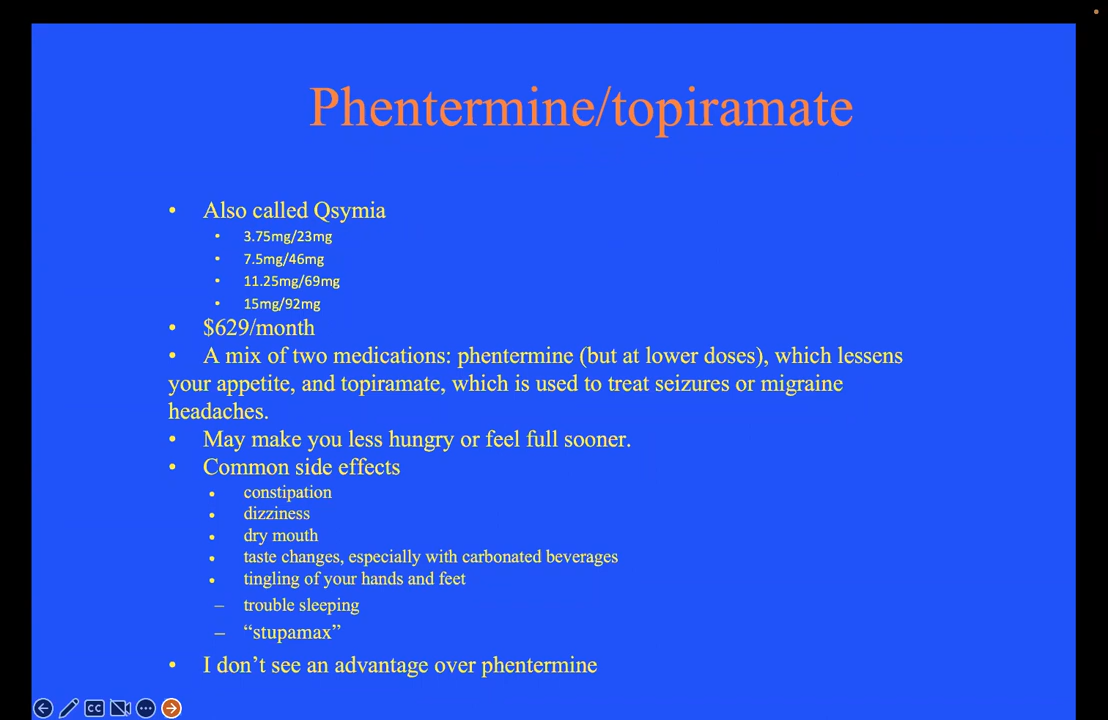 Phentermine/topiramate
• Also called Qsymia
• 3.75mg/23mg
• 7.5mg/46mg
• 11.25mg/69mg
• 15mg/92mg
• $629/month
• A mix of two medications: phentermine (but at lower doses), which lessens
your appetite, and topiramate, which is used to treat seizures or migraine
headaches.
• May make you less hungry or feel full sooner.
• Common side effects
• constipation
• dizziness
• dry mouth
• taste changes, especially with carbonated beverages
• tingling of your hands and feet
– trouble sleeping
– “stupamax”
• I don’t see an advantage over phentermine
CC